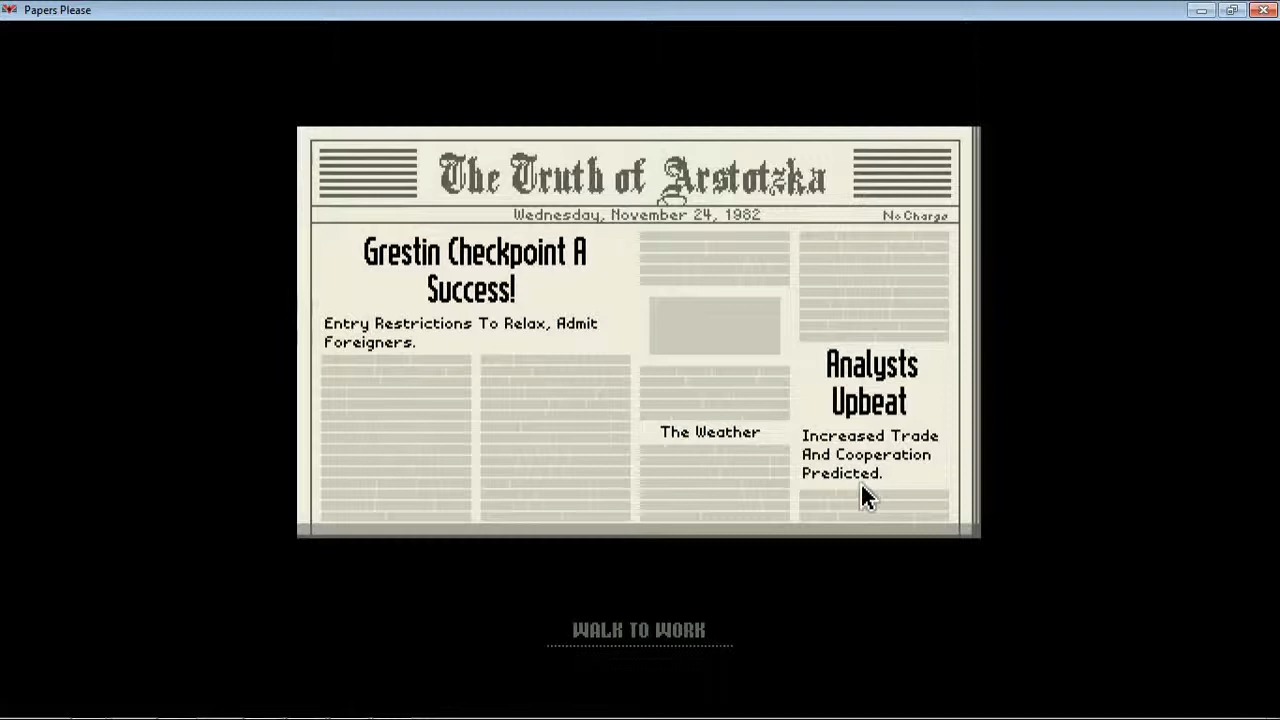 Papers Please
The Truth of Arstotzka
Wednesday, November 24, 1982
No Charge
Grestin Checkpoint A
Success!
Entry Restrictions To Relax, Admit
Foreigners.
The Weather
Analysts
Upbeat
Increased Trade
And Cooperation
Predicted.
WALK TO WORK